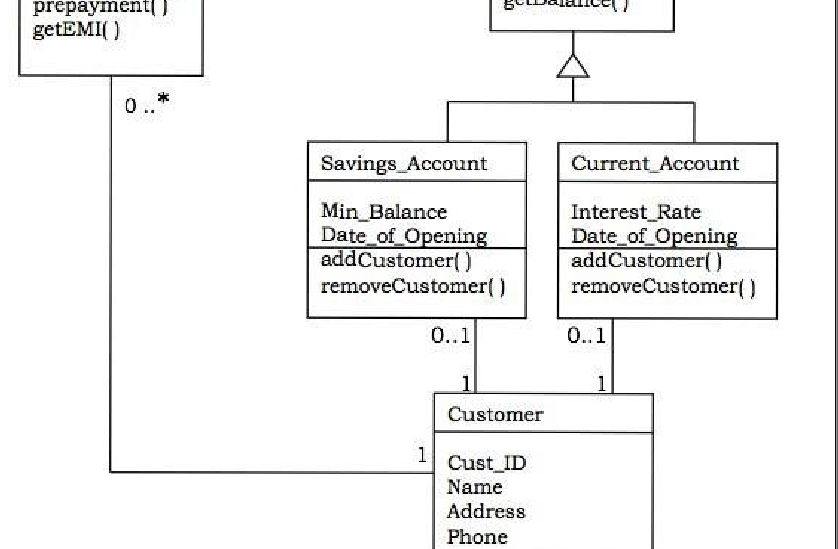 prepayment( )
getEMI( )
getBalance( )
0 ..*
Savings_Account
Min_Balance
Date_of_Opening
addCustomer( )
removeCustomer( )
Current_Account
Interest_Rate
Date_of_Opening
addCustomer( )
removeCustomer( )
0..1
0..1
1
1
1
Customer
Cust_ID
Name
Address
Phone